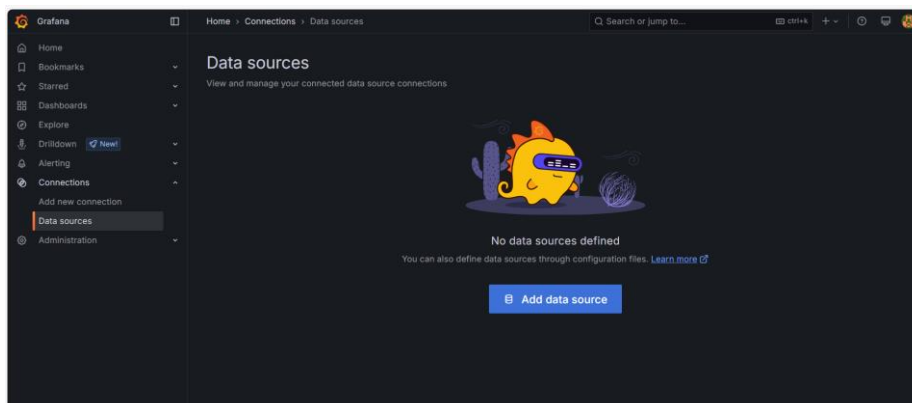 Grafana
Home › Connections › Data sources
Search or jump to...
ctrl+k
Home
Bookmarks
Starred
Dashboards
Explore
Drilldown
New!
Alerting
Connections
Add new connection
Data sources
Administration
Data sources
View and manage your connected data source connections
No data sources defined
You can also define data sources through configuration files. Learn more
Add data source